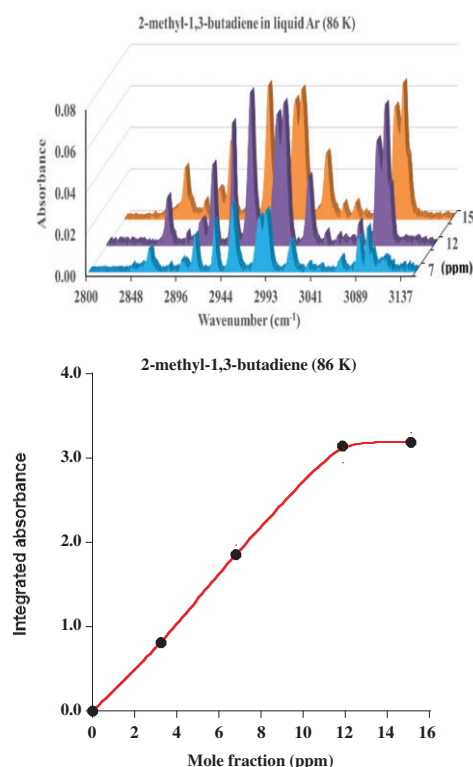 2-methyl-1,3-butadiene in liquid Ar (86 K)
0.08
0.06
0.04
0.02
0.00
Absorbance
2800 2848 2896 2944 2993 3041 3089 3137
Wavenumber (cm-1)
15
12
7 (ppm)
2-methyl-1,3-butadiene (86 K)
4.0
3.0
2.0
1.0
0.0
Integrated absorbance
0 2 4 6 8 10 12 14 16
Mole fraction (ppm)